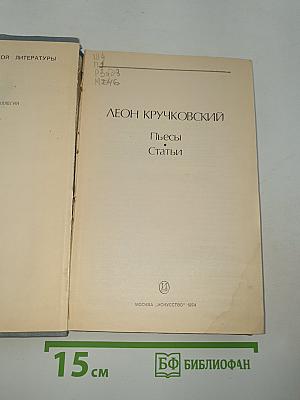 ОЙ ЛИТЕРАТУРЫ
ЛЕОН КРУЧКОВСКИЙ
Пьесы
•
Статьи
МОСКВА „ИСКУССТВО" 1974
15 см
БФ БИБЛИОФАН